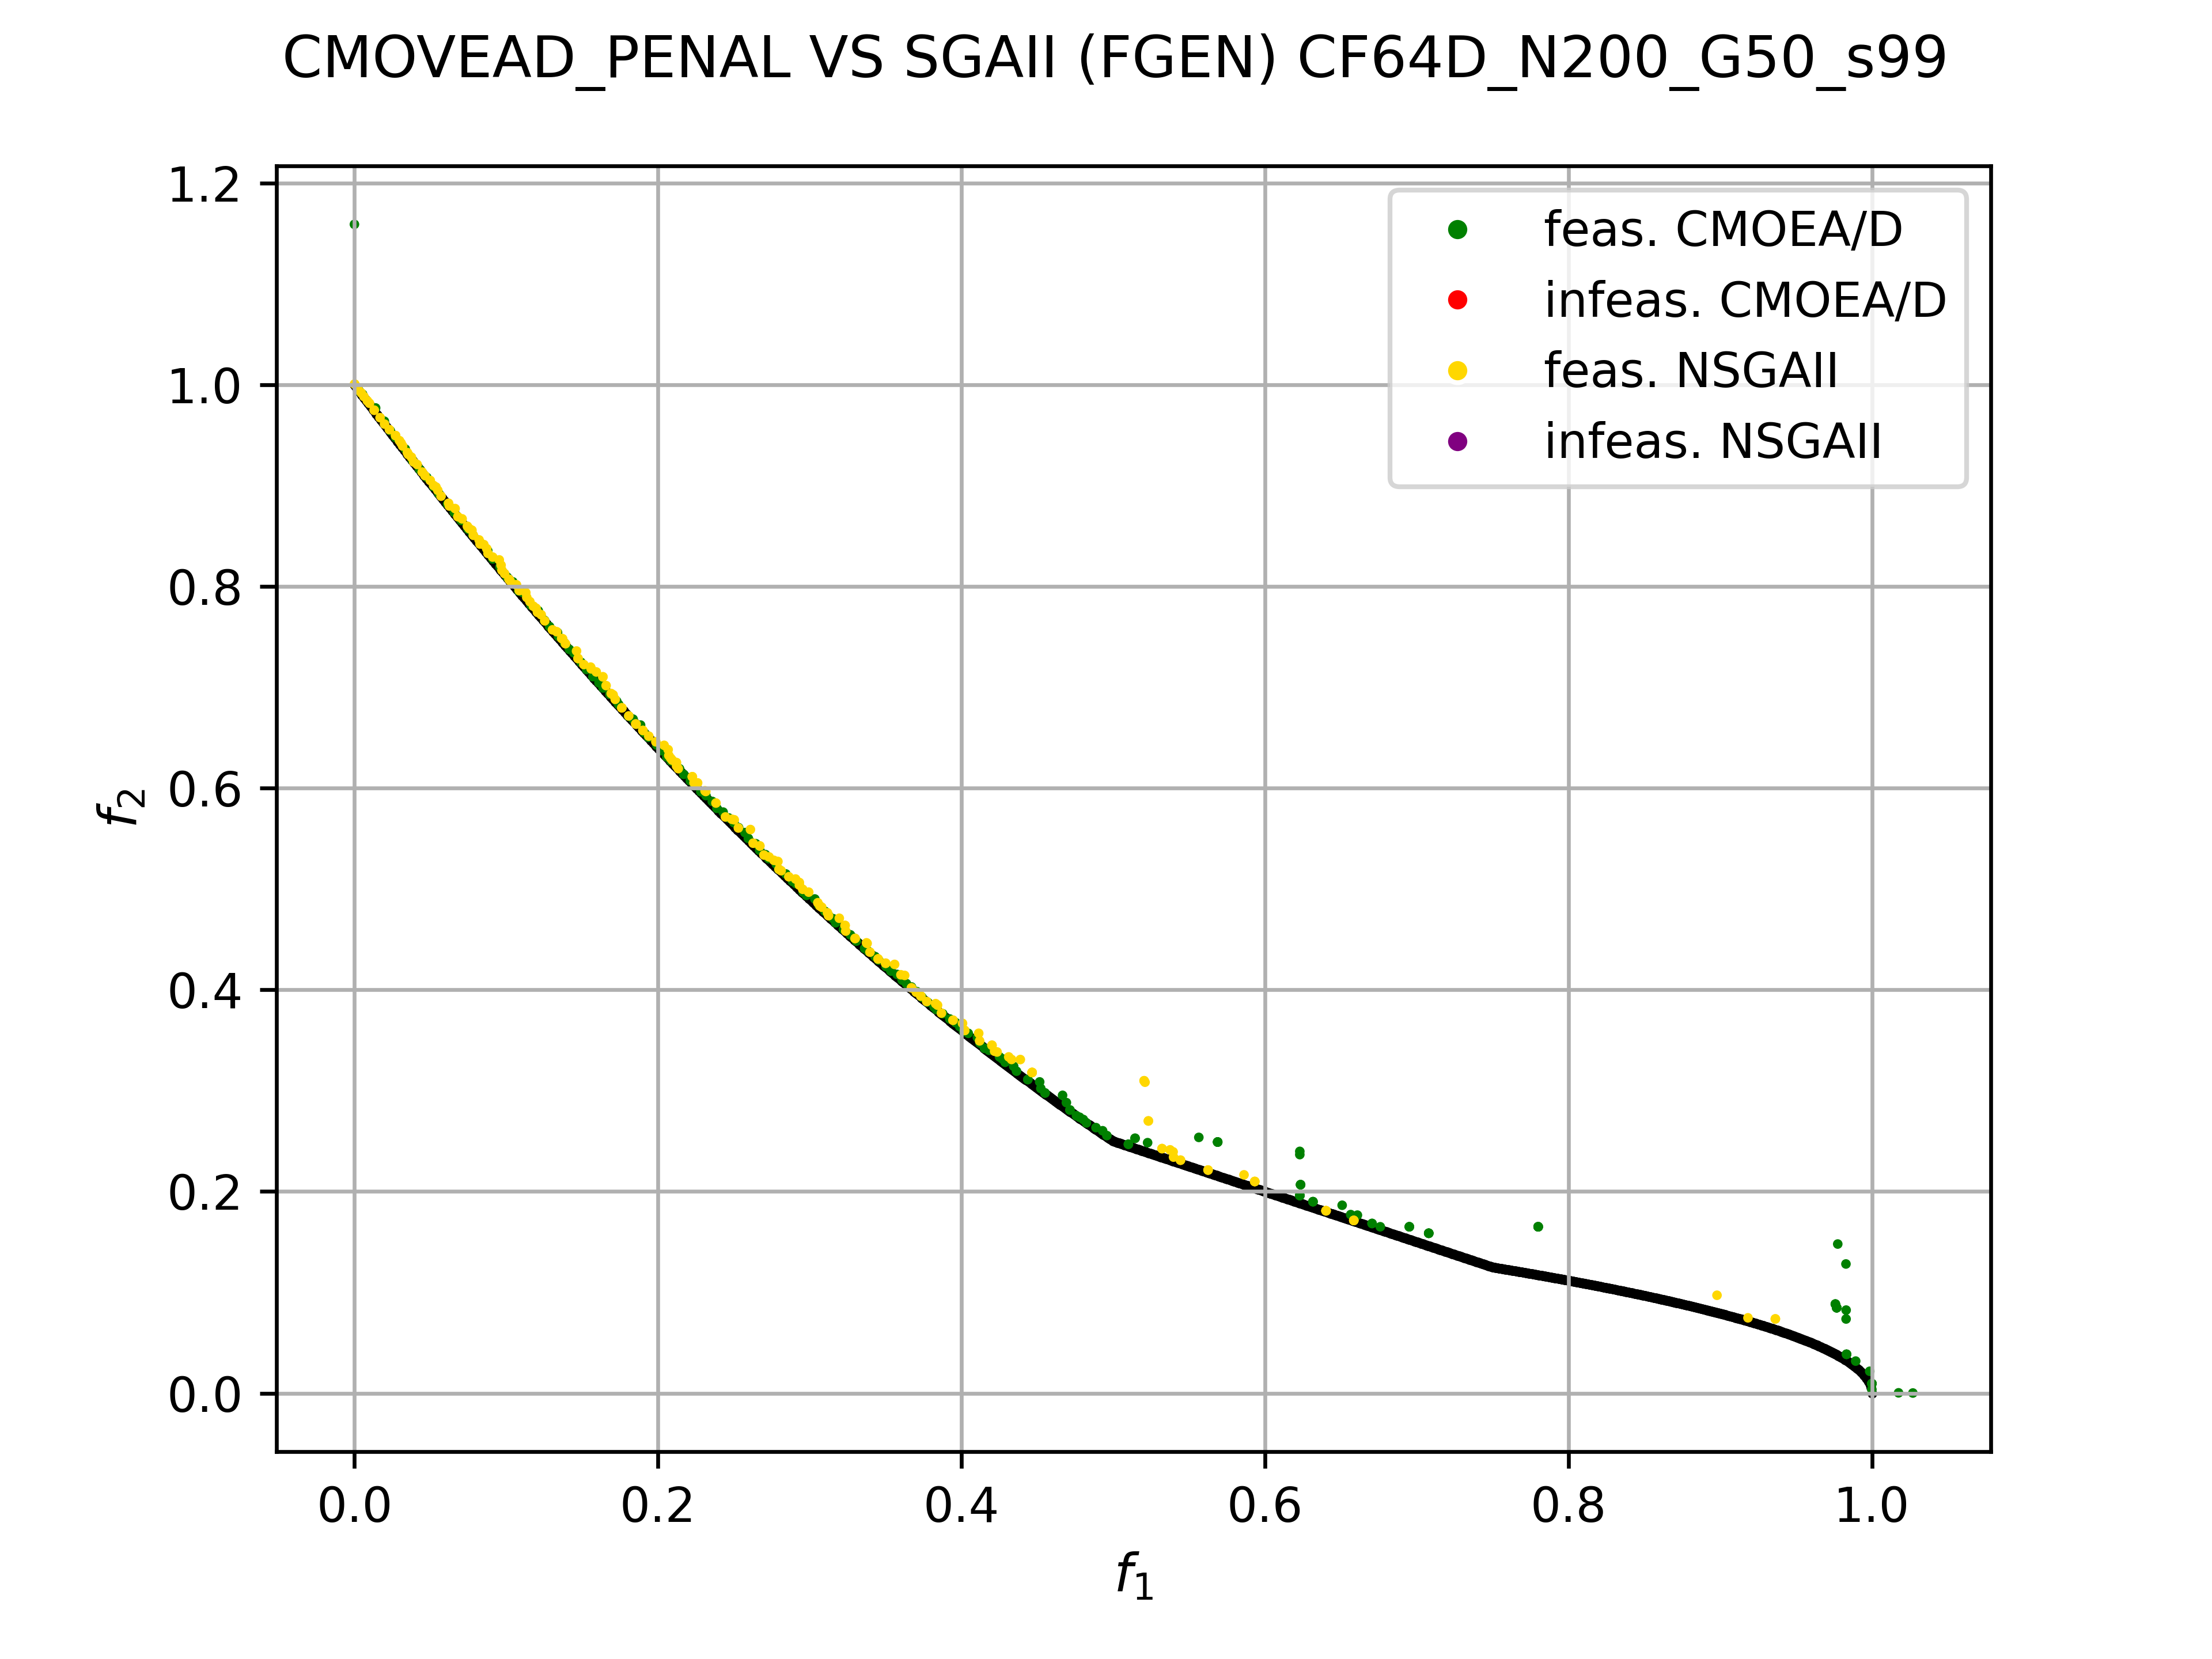 CMOVEAD_PENAL VS SGAII (FGEN) CF64D_N200_G50_s99
1.2
1.0
0.8
0.6
0.4
0.2
0.0
f2
feas. CMOEA/D
infeas. CMOEA/D
feas. NSGAII
infeas. NSGAII
0.0 0.2 0.4 0.6 0.8 1.0
f1